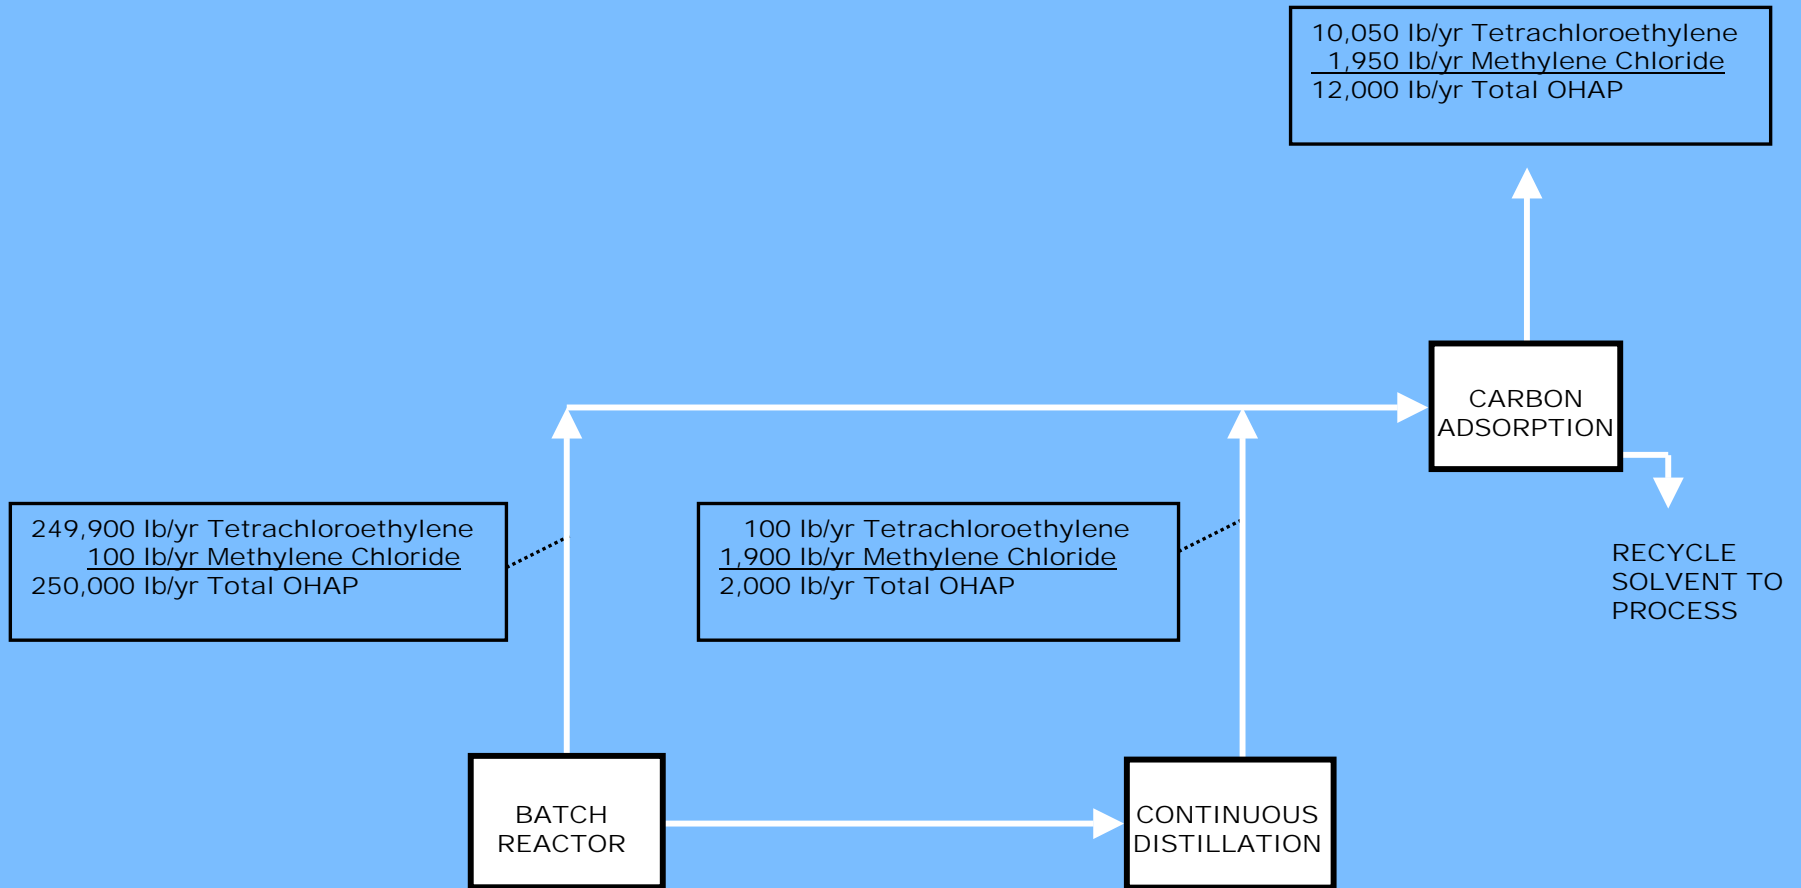 10,050 lb/yr Tetrachloroethylene
1,950 lb/yr Methylene Chloride
12,000 lb/yr Total OHAP
CARBON
ADSORPTION
249,900 lb/yr Tetrachloroethylene
100 lb/yr Methylene Chloride
250,000 lb/yr Total OHAP
100 lb/yr Tetrachloroethylene
1,900 lb/yr Methylene Chloride
2,000 lb/yr Total OHAP
RECYCLE
SOLVENT TO
PROCESS
BATCH
REACTOR
CONTINUOUS
DISTILLATION